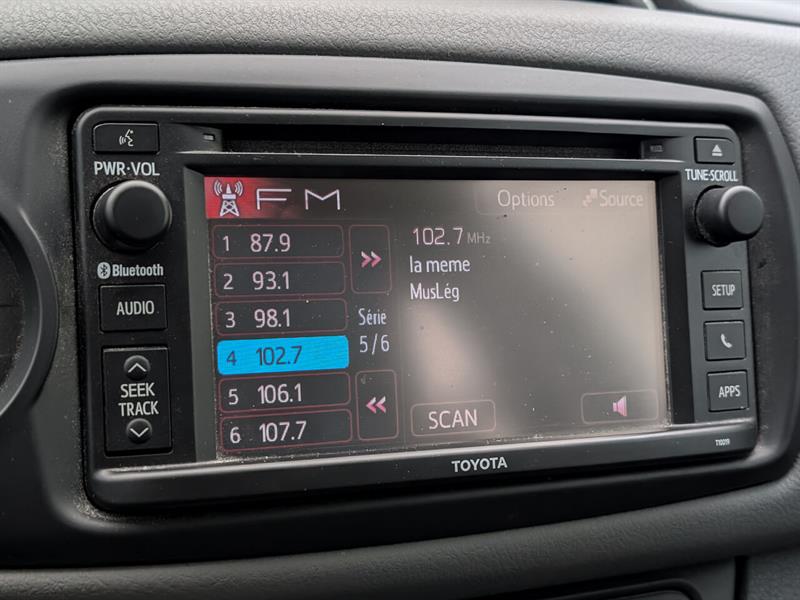 PWR·VOL
Bluetooth
AUDIO
SEEK
TRACK
FM
Options
Source
1 87.9
2 93.1
3 98.1
4 102.7
5 106.1
6 107.7
Série
5/6
102.7 MHz
la meme
MusLég
SCAN
TUNE·SCROLL
SETUP
APPS
TOYOTA
T10019